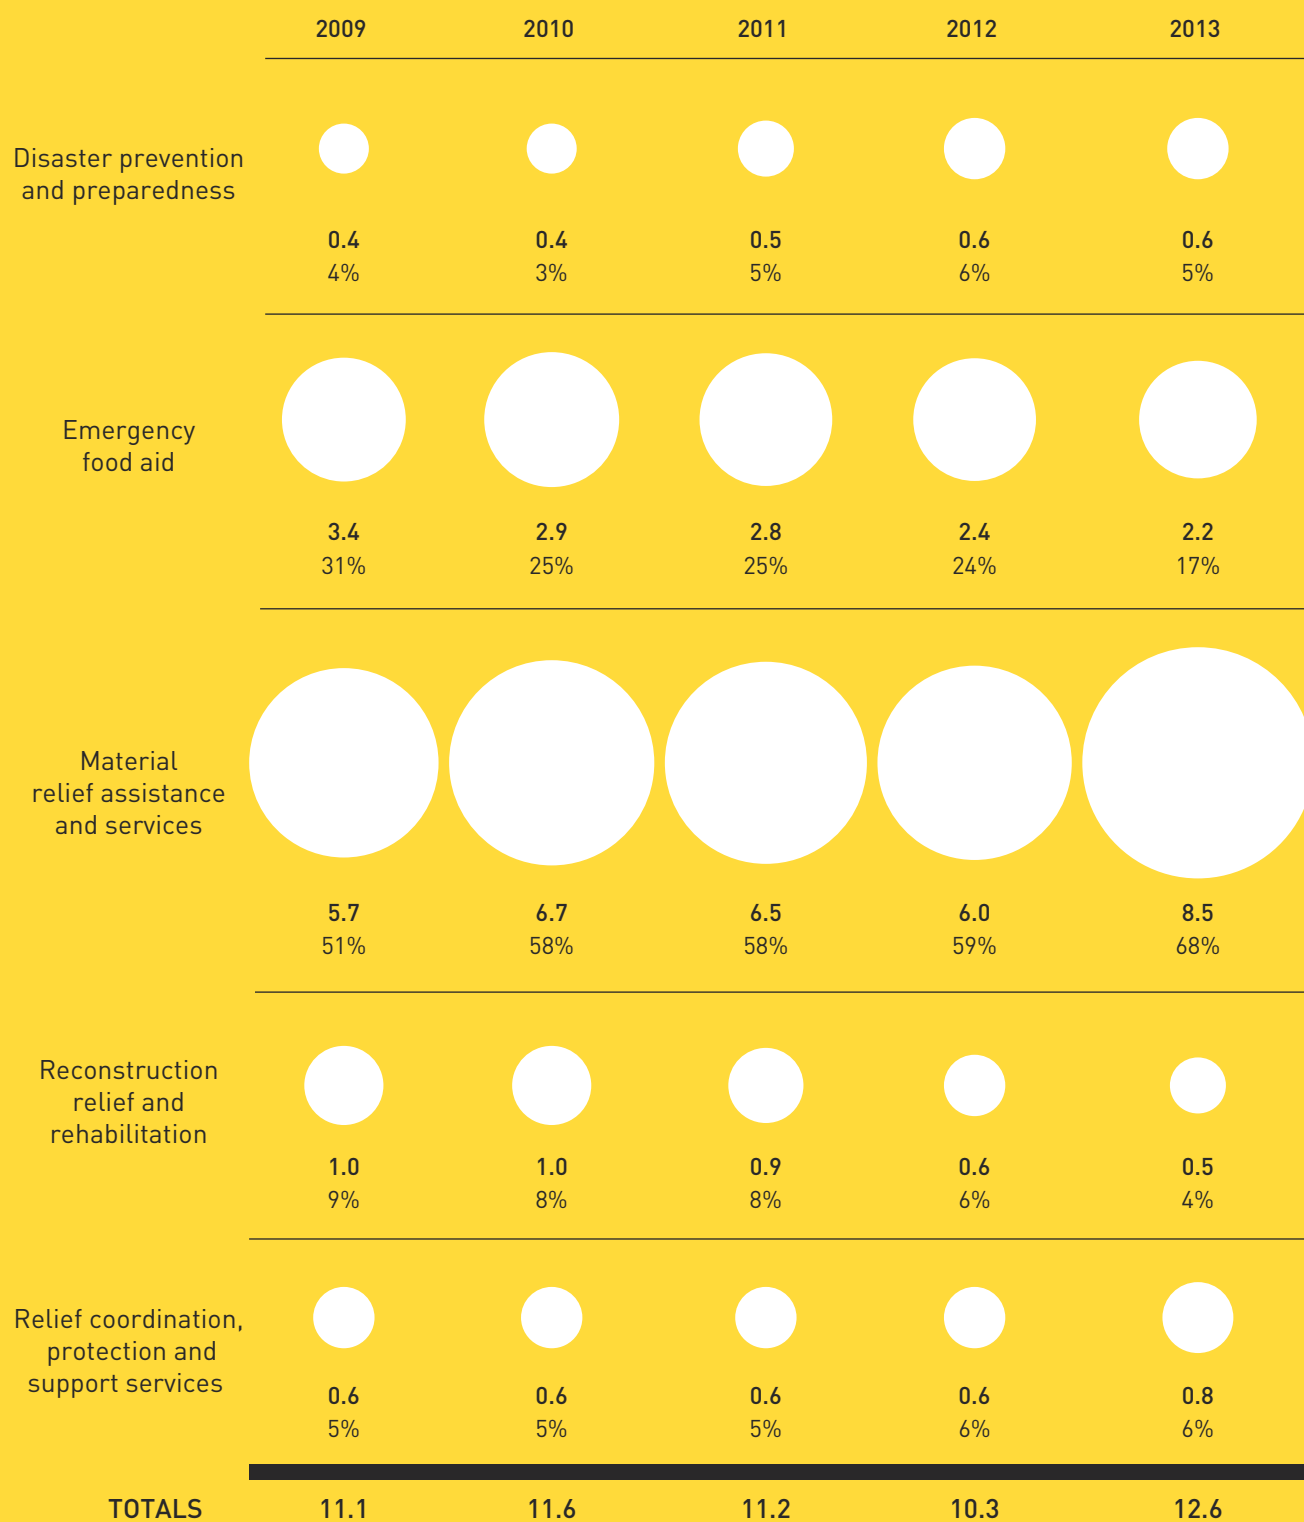 2009 2010 2011 2012 2013
Disaster prevention
and preparedness
0.4 0.4 0.5 0.6 0.6
4% 3% 5% 6% 5%
Emergency
food aid
3.4 2.9 2.8 2.4 2.2
31% 25% 25% 24% 17%
Material
relief assistance
and services
5.7 6.7 6.5 6.0 8.5
51% 58% 58% 59% 68%
Reconstruction
relief and
rehabilitation
1.0 1.0 0.9 0.6 0.5
9% 8% 8% 6% 4%
Relief coordination,
protection and
support services
0.6 0.6 0.6 0.6 0.8
5% 5% 5% 6% 6%
TOTALS 11.1 11.6 11.2 10.3 12.6